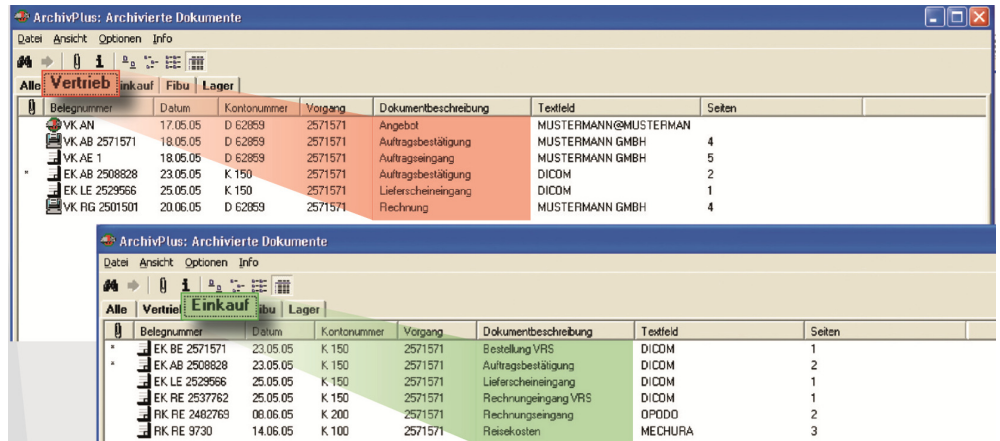 ArchivPlus: Archivierte Dokumente
Datei Ansicht Optionen Info
Alle Vertrieb Einkauf Fibu Lager
Belegnummer Datum Kontonummer Vorgang Dokumentbeschreibung Textfeld Seiten
VK AN 17.05.05 D 62859 2571571 Angebot MUSTERMANN@MUSTERMAN
VK AB 2571571 18.05.05 D 62859 2571571 Auftragsbestätigung MUSTERMANN GMBH 4
VK AE 1 18.05.05 D 62859 2571571 Auftragseingang MUSTERMANN GMBH 5
* EK AB 2508828 23.05.05 K 150 2571571 Auftragsbestätigung DICOM 2
EK LE 2529566 25.05.05 K 150 2571571 Lieferscheineingang DICOM 1
VK RG 2501501 20.06.05 D 62859 2571571 Rechnung MUSTERMANN GMBH 4
ArchivPlus: Archivierte Dokumente
Datei Ansicht Optionen Info
Alle Vertrieb Einkauf Fibu Lager
Belegnummer Datum Kontonummer Vorgang Dokumentbeschreibung Textfeld Seiten
* EK BE 2571571 23.05.05 K 150 2571571 Bestellung VRS DICOM 1
* EK AB 2508828 23.05.05 K 150 2571571 Auftragsbestätigung DICOM 2
EK LE 2529566 25.05.05 K 150 2571571 Lieferscheineingang DICOM 1
EK RE 2537762 25.05.05 K 150 2571571 Rechnungeingang VRS DICOM 1
RK RE 2482769 08.06.05 K 200 2571571 Rechnungseingang OPODO 2
RK RE 9730 14.06.05 K 100 2571571 Reisekosten MECHURA 3